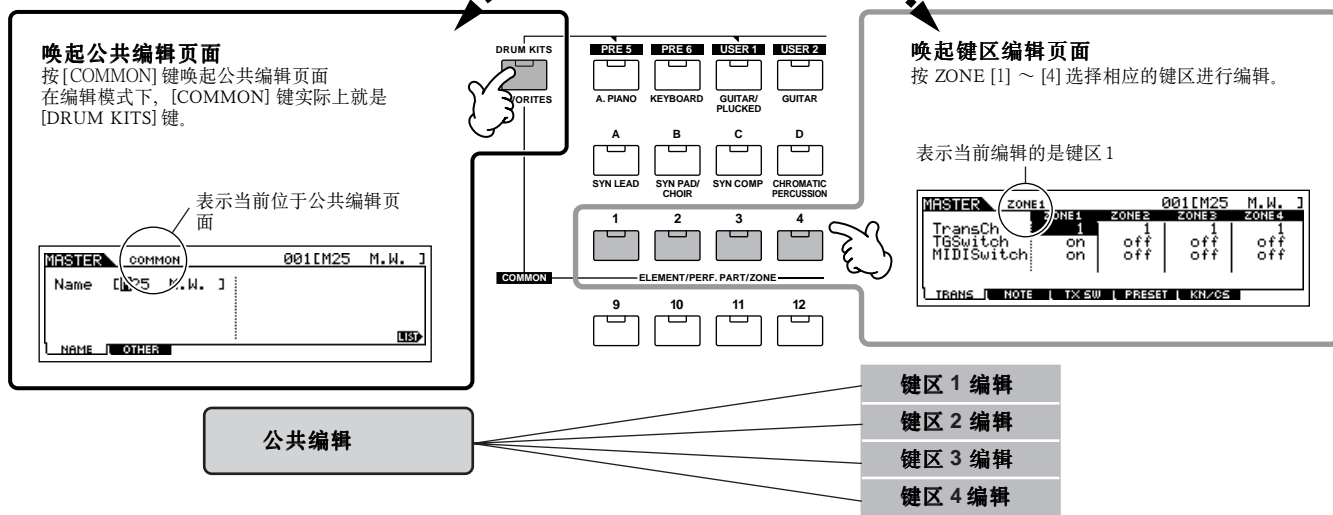 唤起公共编辑页面
按 [COMMON] 键唤起公共编辑页面
在编辑模式下，[COMMON] 键实际上就是
[DRUM KITS] 键。
表示当前位于公共编辑页
面
MASTER COMMON 001[M25 M.W. ]
Name [M25 M.W. ]
LIST
NAME OTHER
DRUM KITS
VORITES
PRE 5 PRE 6 USER 1 USER 2
A. PIANO KEYBOARD GUITAR/ GUITAR
PLUCKED
A B C D
SYN LEAD SYN PAD/ SYN COMP CHROMATIC
CHOIR PERCUSSION
1 2 3 4
COMMON ELEMENT/PERF. PART/ZONE
9 10 11 12
唤起键区编辑页面
按 ZONE [1] ～ [4] 选择相应的键区进行编辑。
表示当前编辑的是键区 1
MASTER ZONE1 001[M25 M.W. ]
ZONE1 ZONE2 ZONE3 ZONE4
TransCh 1 1 1 1
TGSwitch on off off off
MIDISwitch on off off off
TRANS NOTE TX SW PRESET KN/CS
公共编辑
键区 1 编辑
键区 2 编辑
键区 3 编辑
键区 4 编辑